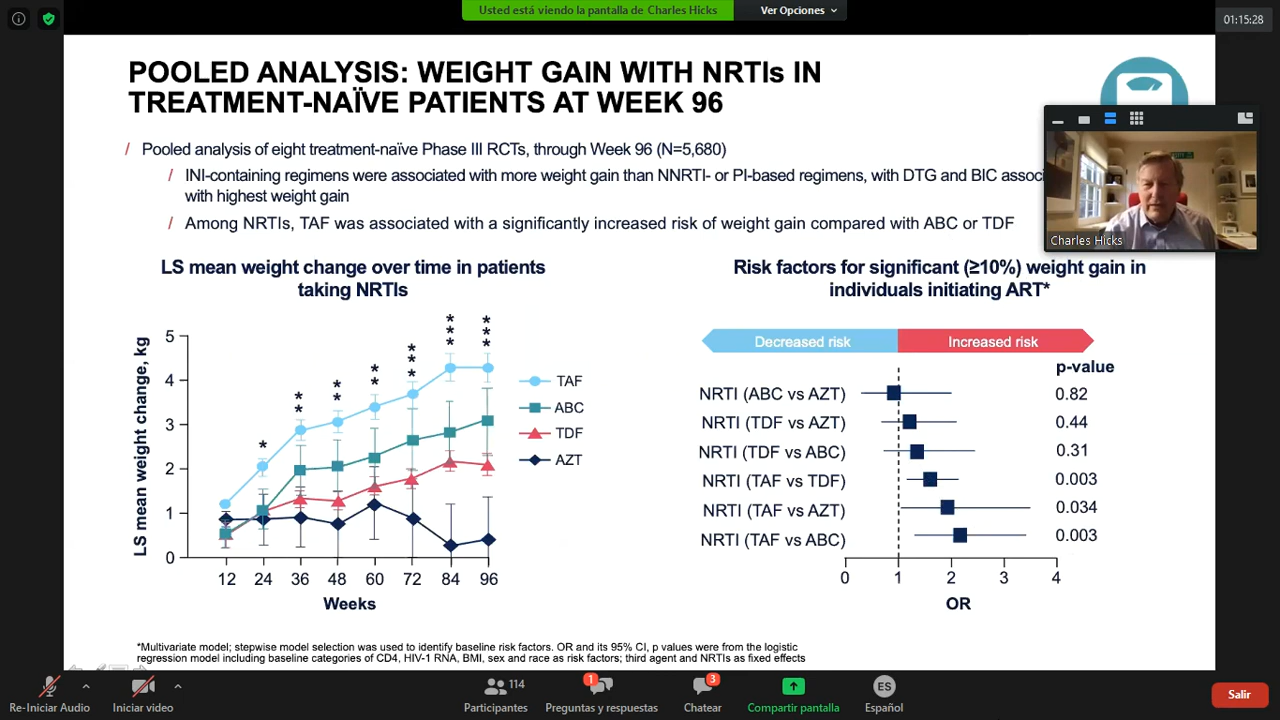 Usted está viendo la pantalla de Charles Hicks
Ver Opciones
01:15:28
POOLED ANALYSIS: WEIGHT GAIN WITH NRTIs IN
TREATMENT-NAÏVE PATIENTS AT WEEK 96
/ Pooled analysis of eight treatment-naïve Phase III RCTs, through Week 96 (N=5,680)
/ INI-containing regimens were associated with more weight gain than NNRTI- or PI-based regimens, with DTG and BIC
with highest weight gain
/ Among NRTIs, TAF was associated with a significantly increased risk of weight gain compared with ABC or TDF
Charles Hicks
LS mean weight change over time in patients
taking NRTIs
LS mean weight change, kg
5
4
3
2
1
0
*
**
**
**
***
***
***
12 24 36 48 60 72 84 96
Weeks
TAF
ABC
TDF
AZT
Risk factors for significant (≥10%) weight gain in
individuals initiating ART*
Decreased risk Increased risk
p-value
NRTI (ABC vs AZT) 0.82
NRTI (TDF vs AZT) 0.44
NRTI (TDF vs ABC) 0.31
NRTI (TAF vs TDF) 0.003
NRTI (TAF vs AZT) 0.034
NRTI (TAF vs ABC) 0.003
0 1 2 3 4
OR
*Multivariate model; stepwise model selection was used to identify baseline risk factors. OR and its 95% CI, p values were from the logistic
regression model including baseline categories of CD4, HIV-1 RNA, BMI, sex and race as risk factors; third agent and NRTIs as fixed effects
Re-Iniciar Audio
Iniciar video
114
Participantes
1
Preguntas y respuestas
3
Chatear
Compartir pantalla
ES
Español
Salir